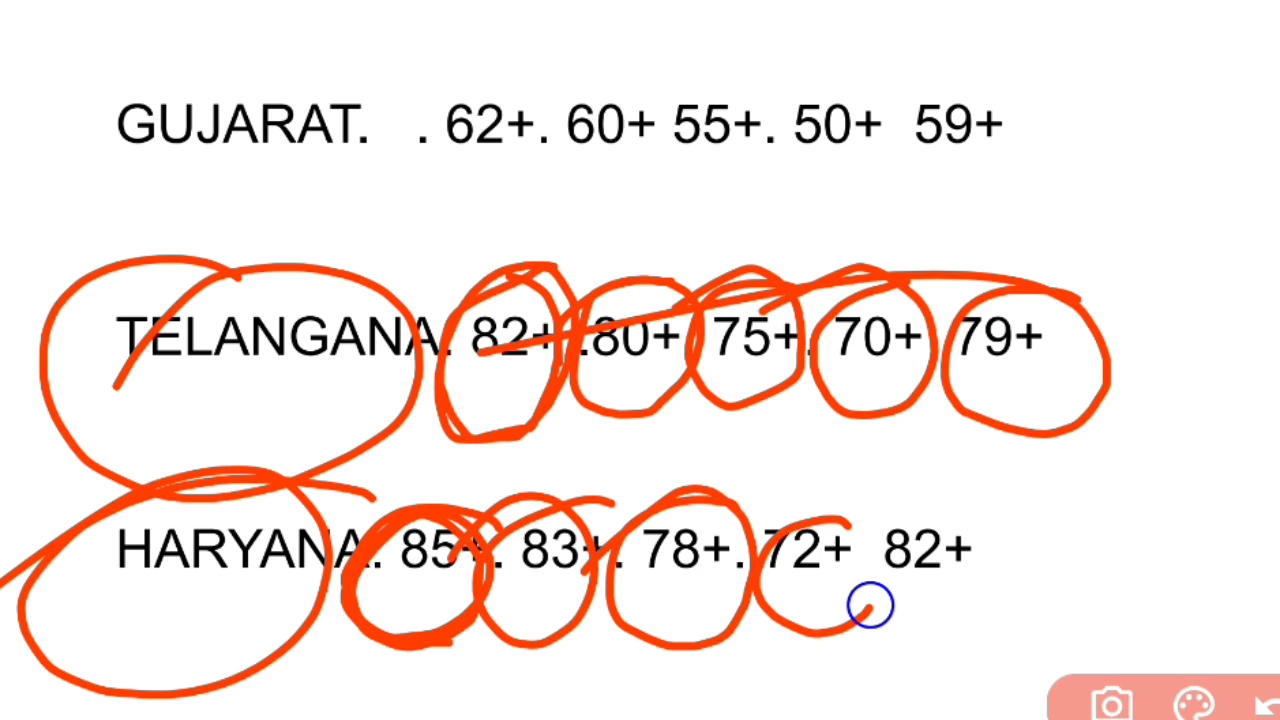 GUJARAT.   . 62+. 60+ 55+. 50+  59+
TELANGANA. 82+ .80+ 75+. 70+ 79+
HARYANA. 85+. 83+. 78+. 72+  82+